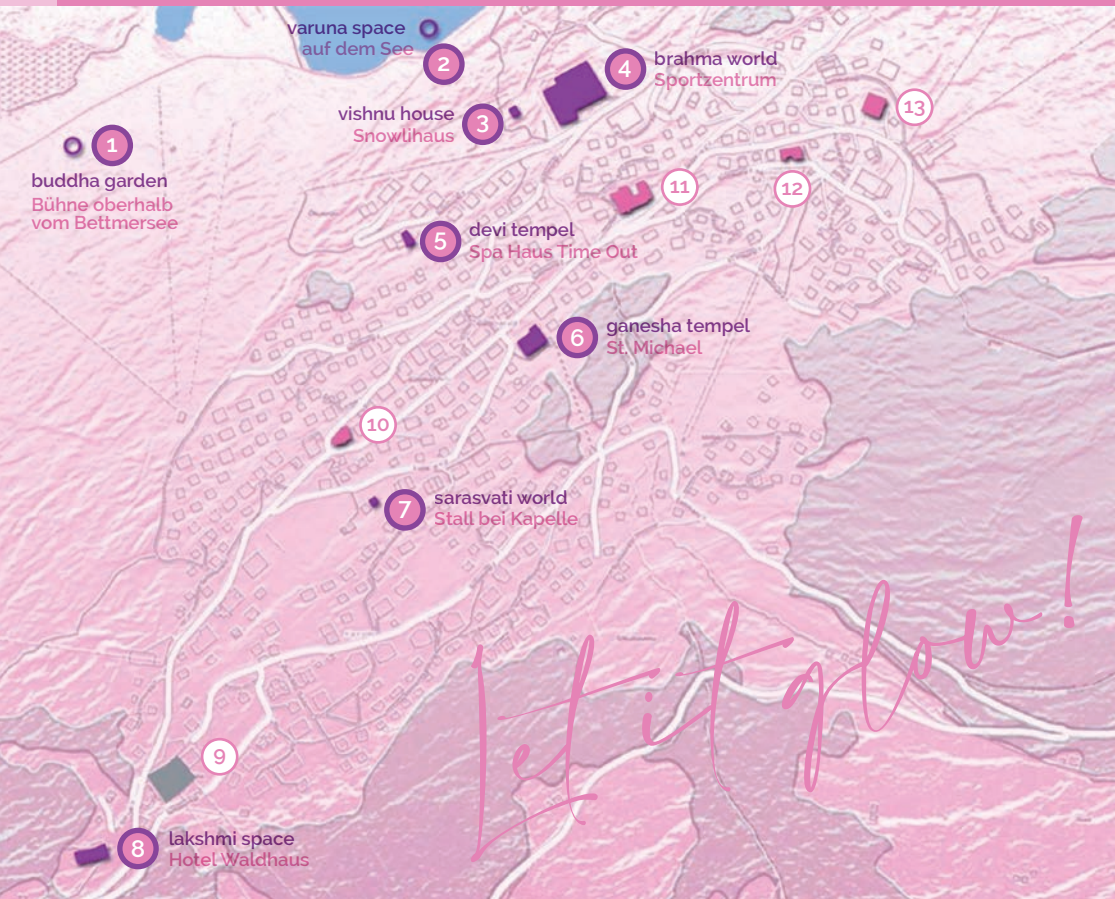 varuna space
auf dem See
2
4
brahma world
Sportzentrum
13
vishnu house
Snowlihaus
3
1
buddha garden
Bühne oberhalb
vom Bettmersee
12
11
5
devi tempel
Spa Haus Time Out
6
ganesha tempel
St. Michael
10
7
sarasvati world
Stall bei Kapelle
Let it glow!
9
8
lakshmi space
Hotel Waldhaus